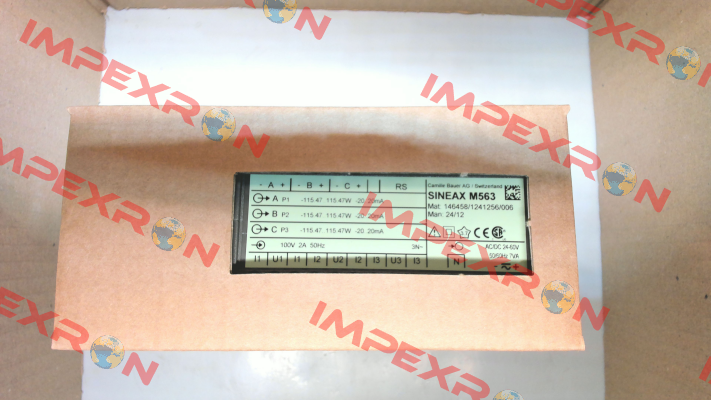 - A + - B + - C + RS
Camille Bauer AG / Switzerland
SINEAX M563
Mat. 146458/1241256/006
Man. 24/12
A P1 -115.47..115.47W -20..20mA
B P2 -115.47..115.47W -20..20mA
C P3 -115.47..115.47W -20..20mA
100V 2A 50Hz 3N~
AC/DC 24-60V
50/60Hz 7VA
I1 U1 I1 I2 U2 I2 I3 U3 I3 N - +
IMPEXRON
IMPEXRON
IMPEXRON
IMPEXRON
IMPEXRON
IMPEXRON
IMPEXRON